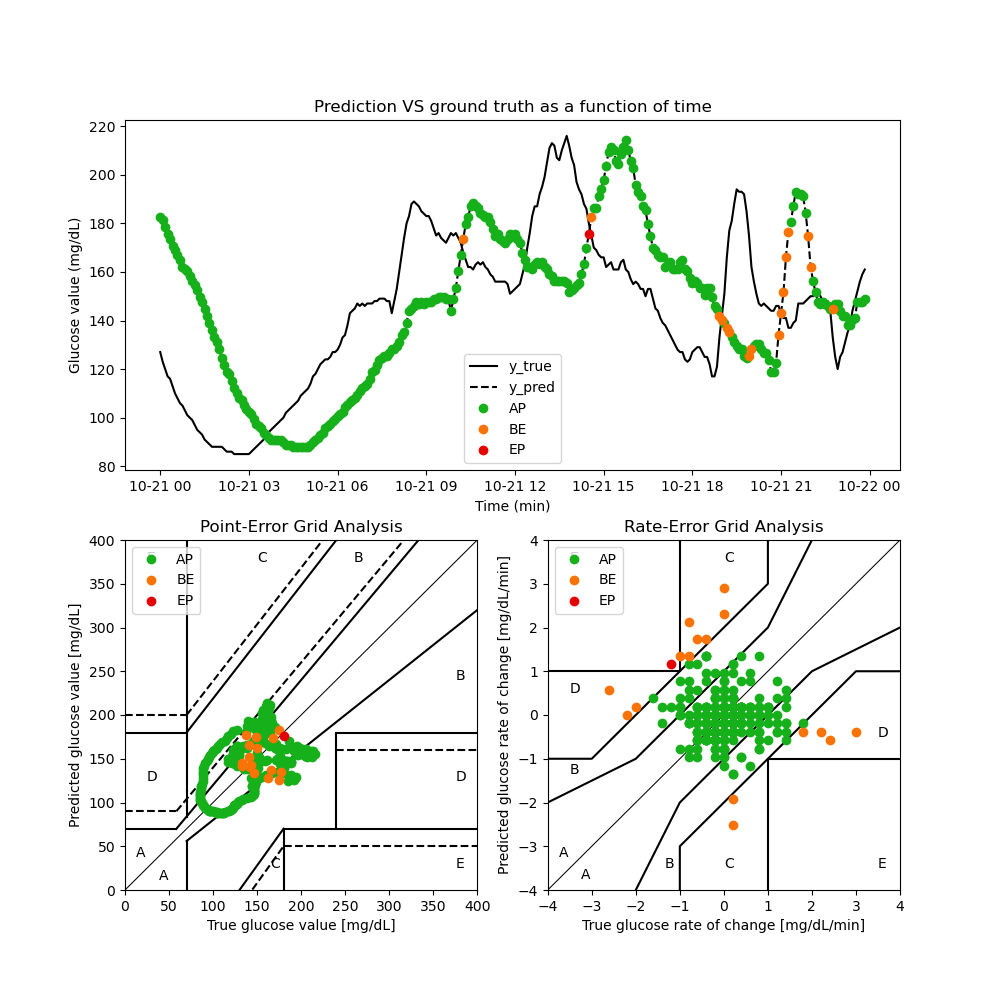 Prediction VS ground truth as a function of time
Glucose value (mg/dL)
220
200
180
160
140
120
100
80
y_true
y_pred
AP
BE
EP
10-21 00
10-21 03
10-21 06
10-21 09
10-21 12
10-21 15
10-21 18
10-21 21
10-22 00
Time (min)
Point-Error Grid Analysis
Predicted glucose value [mg/dL]
400
350
300
250
200
150
100
50
0
AP
BE
EP
C
B
B
D
D
A
A
C
E
0
50
100
150
200
250
300
350
400
True glucose value [mg/dL]
Rate-Error Grid Analysis
Predicted glucose rate of change [mg/dL/min]
4
3
2
1
0
−1
−2
−3
−4
AP
BE
EP
C
D
D
B
A
A
B
C
E
−4
−3
−2
−1
0
1
2
3
4
True glucose rate of change [mg/dL/min]